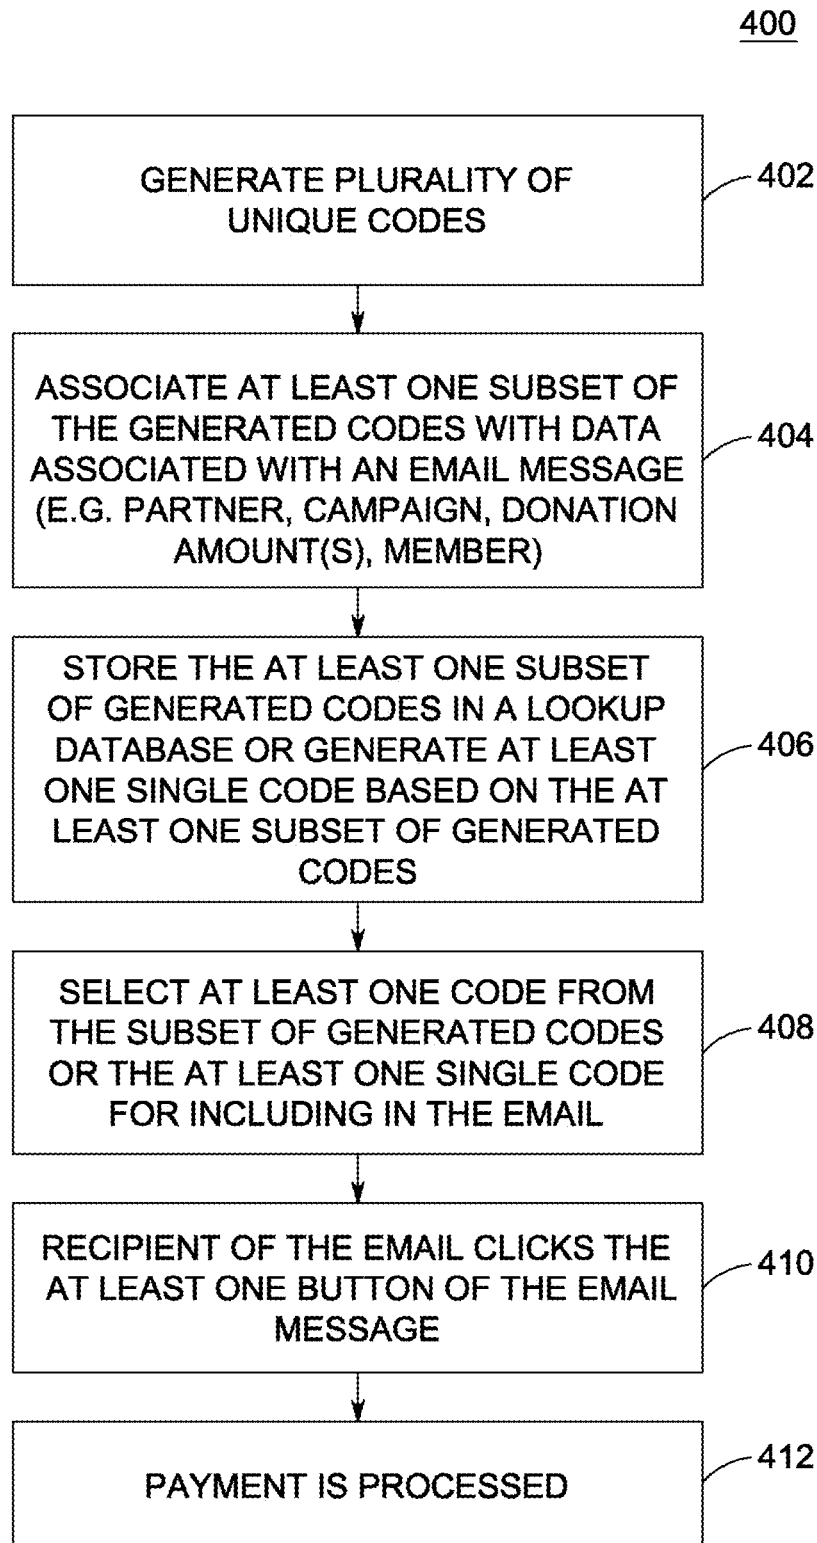 400
GENERATE PLURALITY OF
UNIQUE CODES
402
ASSOCIATE AT LEAST ONE SUBSET OF
THE GENERATED CODES WITH DATA
ASSOCIATED WITH AN EMAIL MESSAGE
(E.G. PARTNER, CAMPAIGN, DONATION
AMOUNT(S), MEMBER)
404
STORE THE AT LEAST ONE SUBSET
OF GENERATED CODES IN A LOOKUP
DATABASE OR GENERATE AT LEAST
ONE SINGLE CODE BASED ON THE AT
LEAST ONE SUBSET OF GENERATED
CODES
406
SELECT AT LEAST ONE CODE FROM
THE SUBSET OF GENERATED CODES
OR THE AT LEAST ONE SINGLE CODE
FOR INCLUDING IN THE EMAIL
408
RECIPIENT OF THE EMAIL CLICKS THE
AT LEAST ONE BUTTON OF THE EMAIL
MESSAGE
410
PAYMENT IS PROCESSED
412